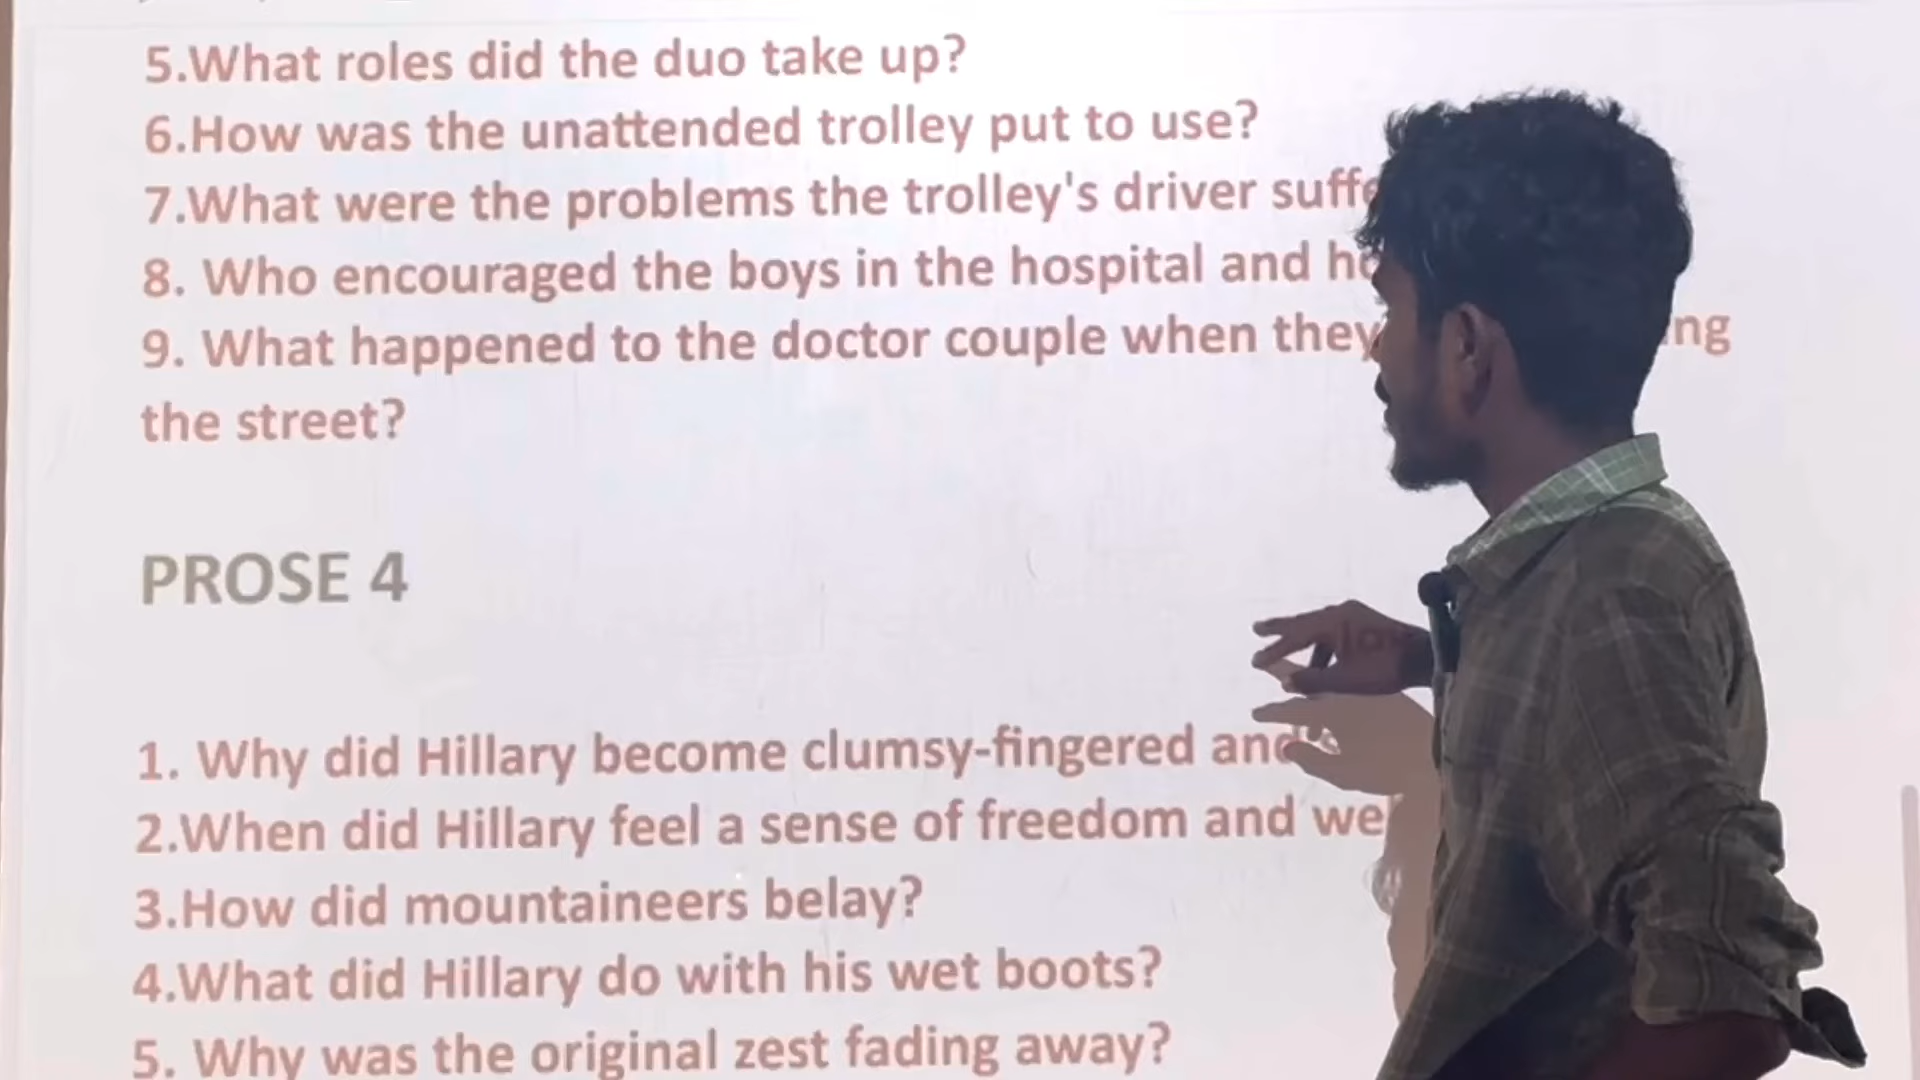 5.What roles did the duo take up?
6.How was the unattended trolley put to use?
7.What were the problems the trolley's driver
8. Who encouraged the boys in the hospital and
9. What happened to the doctor couple when they
the street?
PROSE 4
1. Why did Hillary become clumsy-fingered and
2.When did Hillary feel a sense of freedom and
3.How did mountaineers belay?
4.What did Hillary do with his wet boots?
5. Why was the original zest fading away?